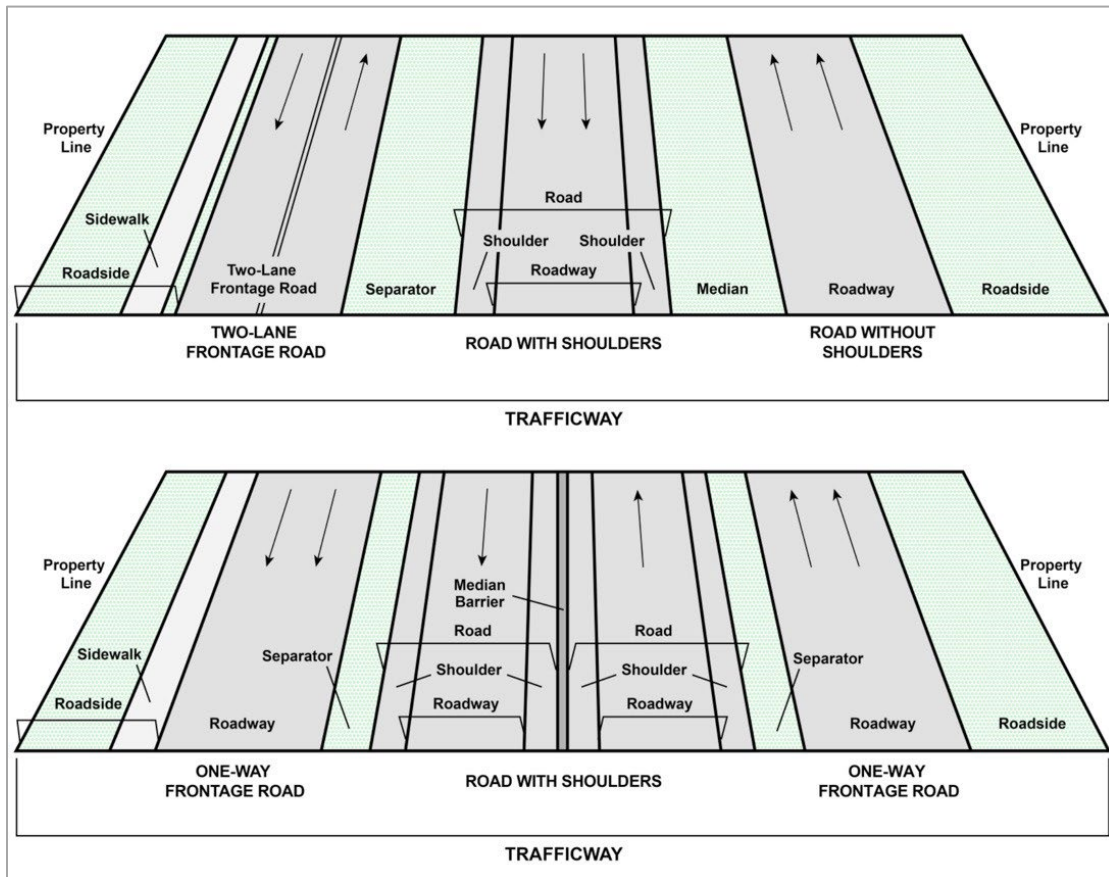 Property
Line
Property
Line
Sidewalk
Road
Shoulder
Shoulder
Roadside
Two-Lane
Frontage Road
Separator
Roadway
Median
Roadway
Roadside
TWO-LANE
FRONTAGE ROAD
ROAD WITH SHOULDERS
ROAD WITHOUT
SHOULDERS
TRAFFICWAY
Property
Line
Median
Barrier
Property
Line
Sidewalk
Separator
Road
Road
Separator
Shoulder
Shoulder
Roadside
Roadway
Roadway
Roadway
Roadway
Roadside
ONE-WAY
FRONTAGE ROAD
ROAD WITH SHOULDERS
ONE-WAY
FRONTAGE ROAD
TRAFFICWAY